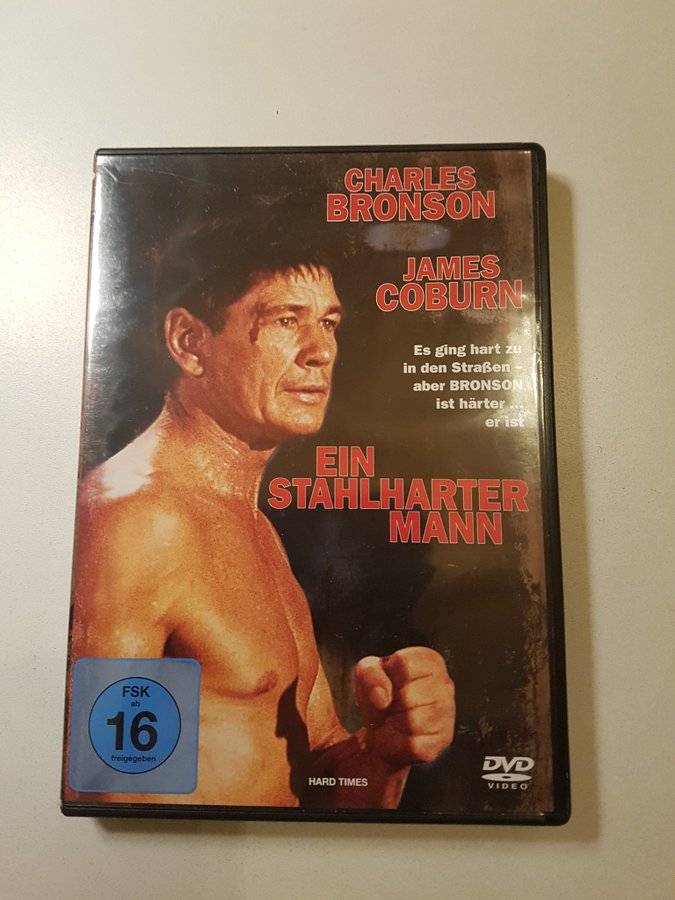 CHARLES
BRONSON
JAMES
COBURN
Es ging hart zu
in den Straßen –
aber BRONSON
ist härter ...
er ist
EIN
STAHLHARTER
MANN
FSK
ab
16
freigegeben
HARD TIMES
DVD
VIDEO